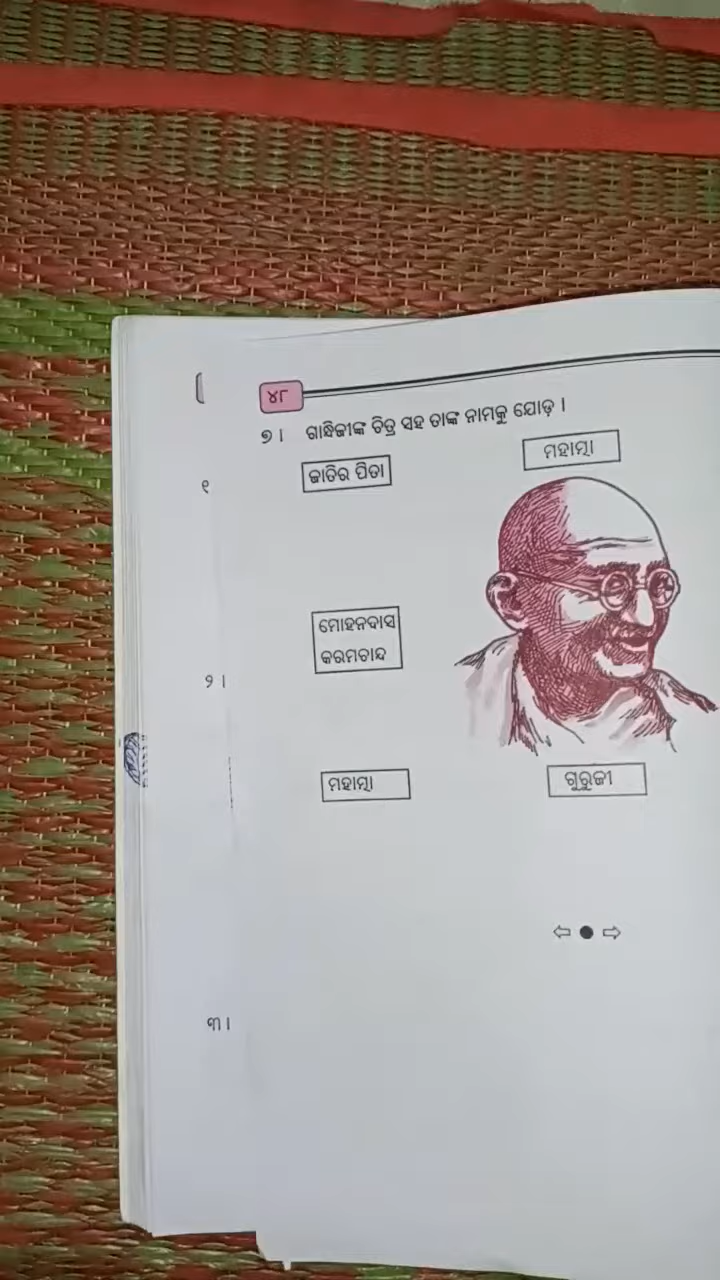 ୪୮
୭ । ଗାନ୍ଧିଜୀଙ୍କ ଚିତ୍ର ସହ ତାଙ୍କ ନାମକୁ ଯୋଡ଼ ।
ମହାତ୍ମା
ଜାତିର ପିତା
୧
ମୋହନଦାସ
କରମଚାନ୍ଦ
୨ ।
ମହାତ୍ମା
ଗୁରୁଜୀ
୩ ।